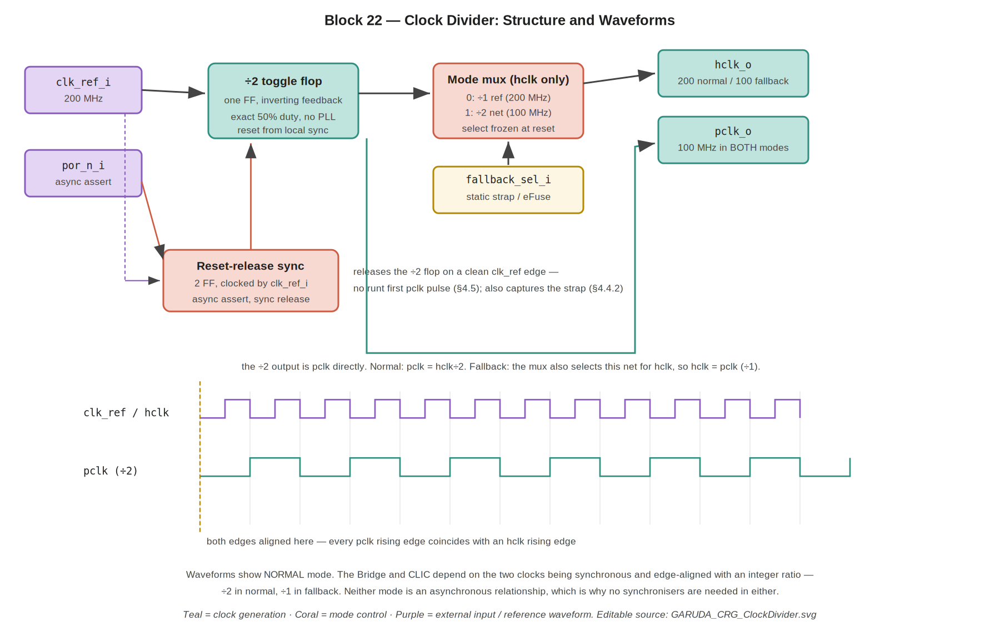 Block 22 — Clock Divider: Structure and Waveforms
clk_ref_i
200 MHz
÷2 toggle flop
one FF, inverting feedback
exact 50% duty, no PLL
reset from local sync
Mode mux (hclk only)
0: ÷1 ref (200 MHz)
1: ÷2 net (100 MHz)
select frozen at reset
hclk_o
200 normal / 100 fallback
pclk_o
100 MHz in BOTH modes
por_n_i
async assert
fallback_sel_i
static strap / eFuse
Reset-release sync
2 FF, clocked by clk_ref_i
async assert, sync release
releases the ÷2 flop on a clean clk_ref edge —
no runt first pclk pulse (§4.5); also captures the strap (§4.4.2)
the ÷2 output is pclk directly. Normal: pclk = hclk÷2. Fallback: the mux also selects this net for hclk, so hclk = pclk (÷1).
clk_ref / hclk
pclk (÷2)
both edges aligned here — every pclk rising edge coincides with an hclk rising edge
Waveforms show NORMAL mode. The Bridge and CLIC depend on the two clocks being synchronous and edge-aligned with an integer ratio —
÷2 in normal, ÷1 in fallback. Neither mode is an asynchronous relationship, which is why no synchronisers are needed in either.
Teal = clock generation · Coral = mode control · Purple = external input / reference waveform. Editable source: GARUDA_CRG_ClockDivider.svg